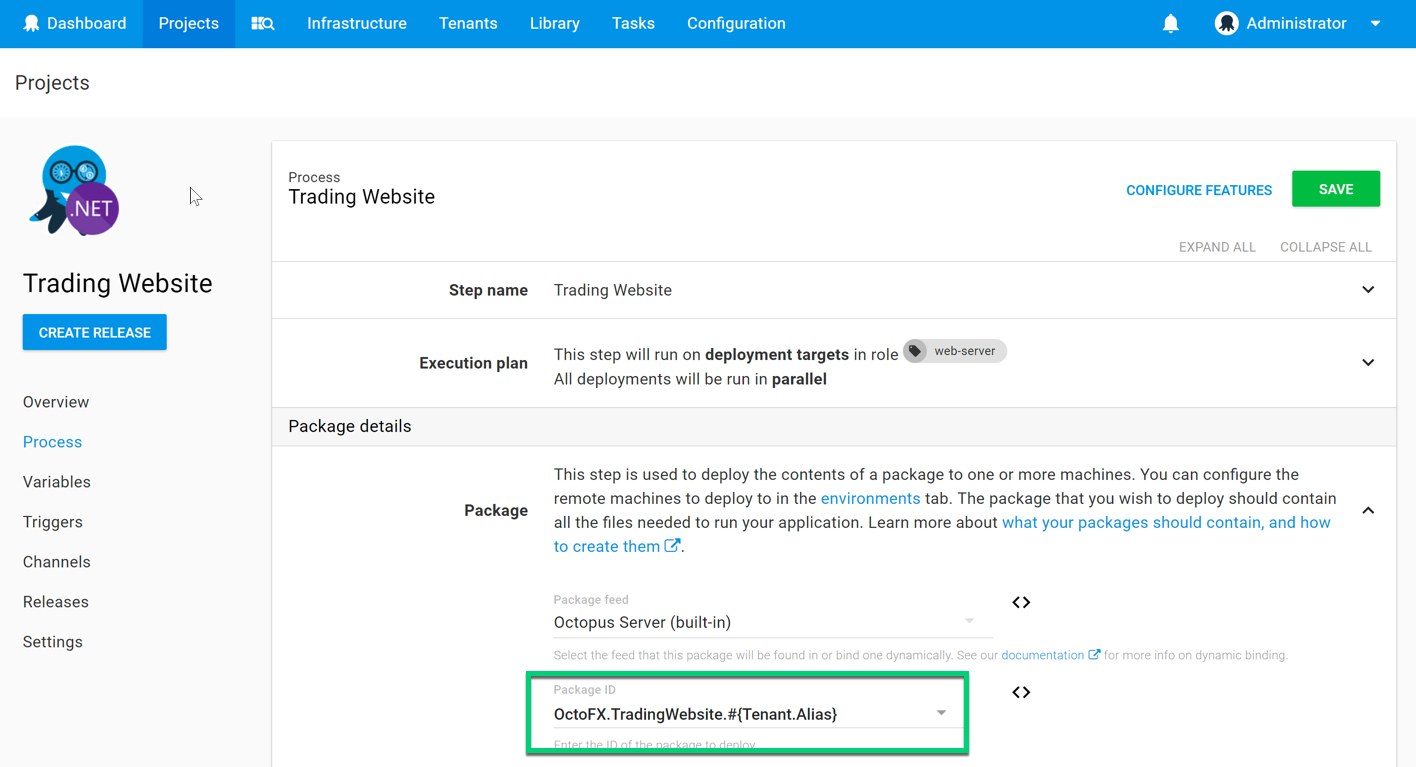 Dashboard Projects Infrastructure Tenants Library Tasks Configuration Administrator
Projects
.NET
Trading Website
CREATE RELEASE
Overview
Process
Variables
Triggers
Channels
Releases
Settings
Process
Trading Website
CONFIGURE FEATURES SAVE
EXPAND ALL COLLAPSE ALL
Step name Trading Website
Execution plan This step will run on deployment targets in role web-server
All deployments will be run in parallel
Package details
Package This step is used to deploy the contents of a package to one or more machines. You can configure the
remote machines to deploy to in the environments tab. The package that you wish to deploy should contain
all the files needed to run your application. Learn more about what your packages should contain, and how
to create them.
Package feed
Octopus Server (built-in)
Select the feed that this package will be found in or bind one dynamically. See our documentation for more info on dynamic binding.
Package ID
OctoFX.TradingWebsite.#{Tenant.Alias}
Enter the ID of the package to deploy